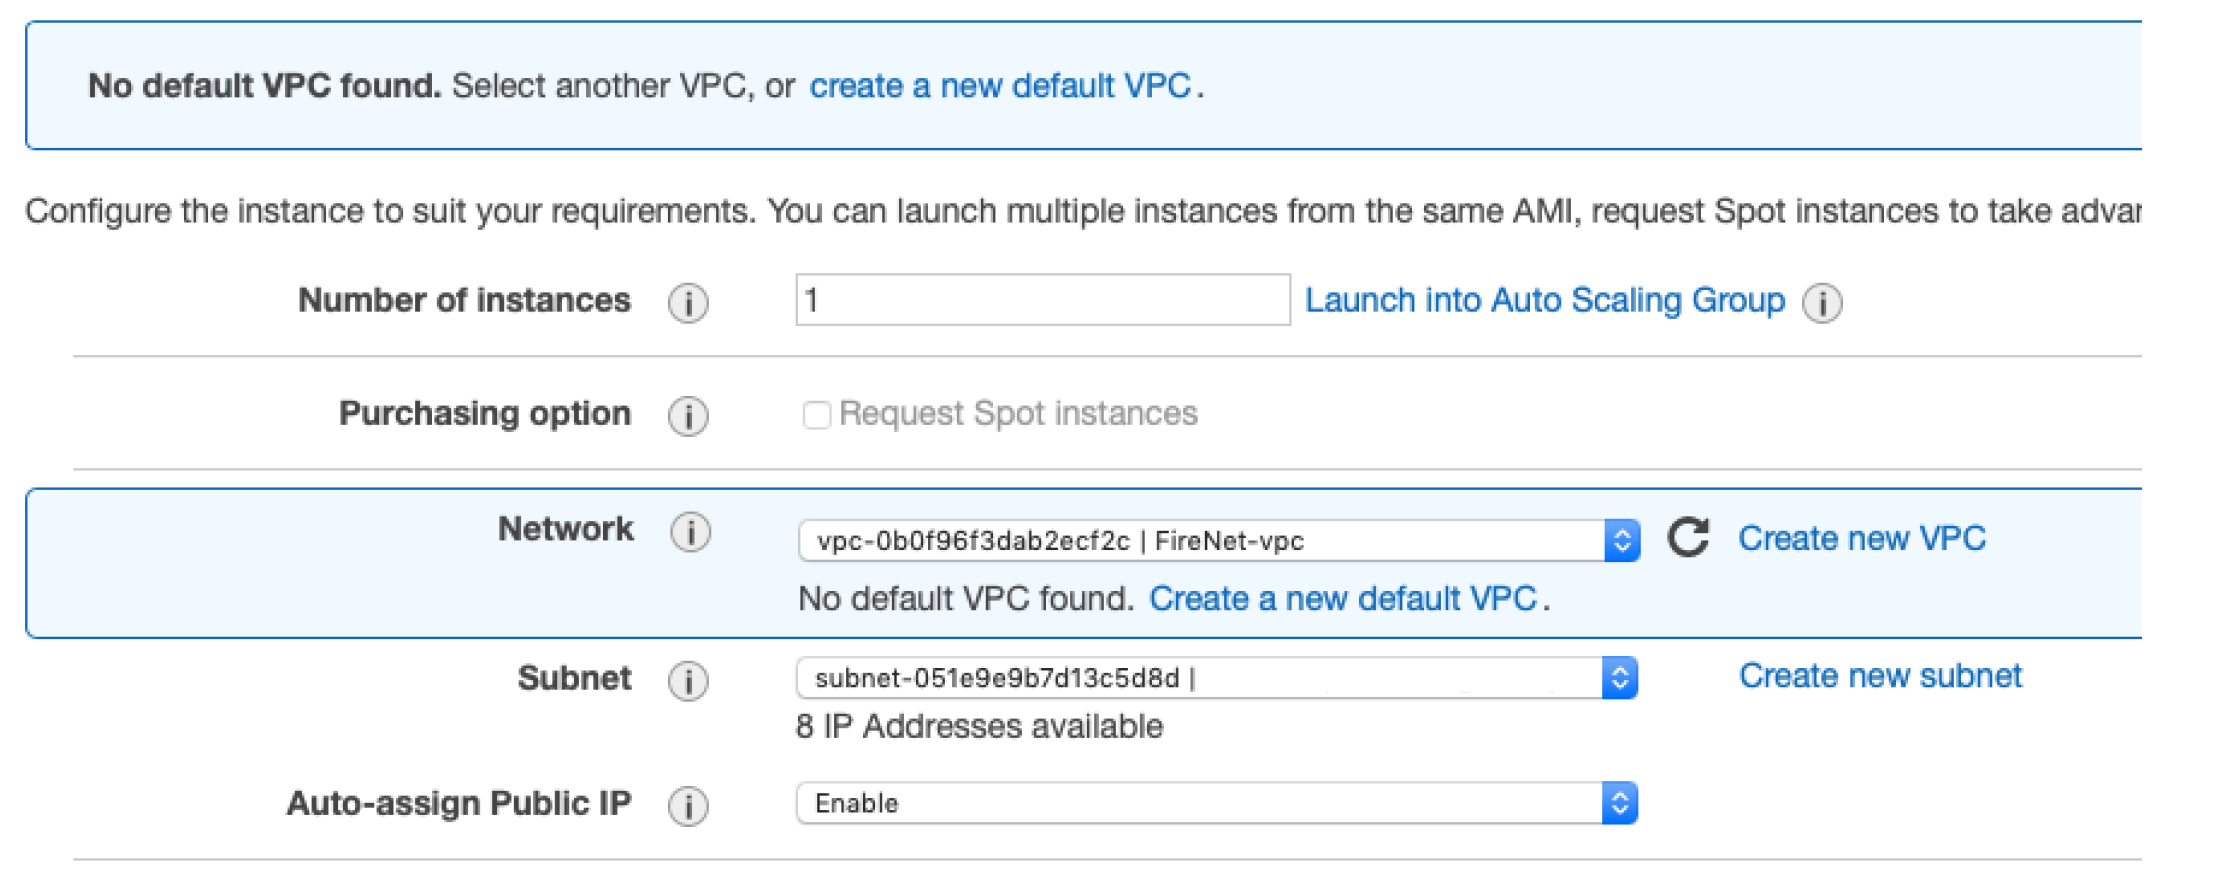 No default VPC found. Select another VPC, or create a new default VPC.
Configure the instance to suit your requirements. You can launch multiple instances from the same AMI, request Spot instances to take advan
Number of instances i 1 Launch into Auto Scaling Group i
Purchasing option i Request Spot instances
Network i vpc-0b0f96f3dab2ecf2c | FireNet-vpc Create new VPC
No default VPC found. Create a new default VPC.
Subnet i subnet-051e9e9b7d13c5d8d | Create new subnet
8 IP Addresses available
Auto-assign Public IP i Enable